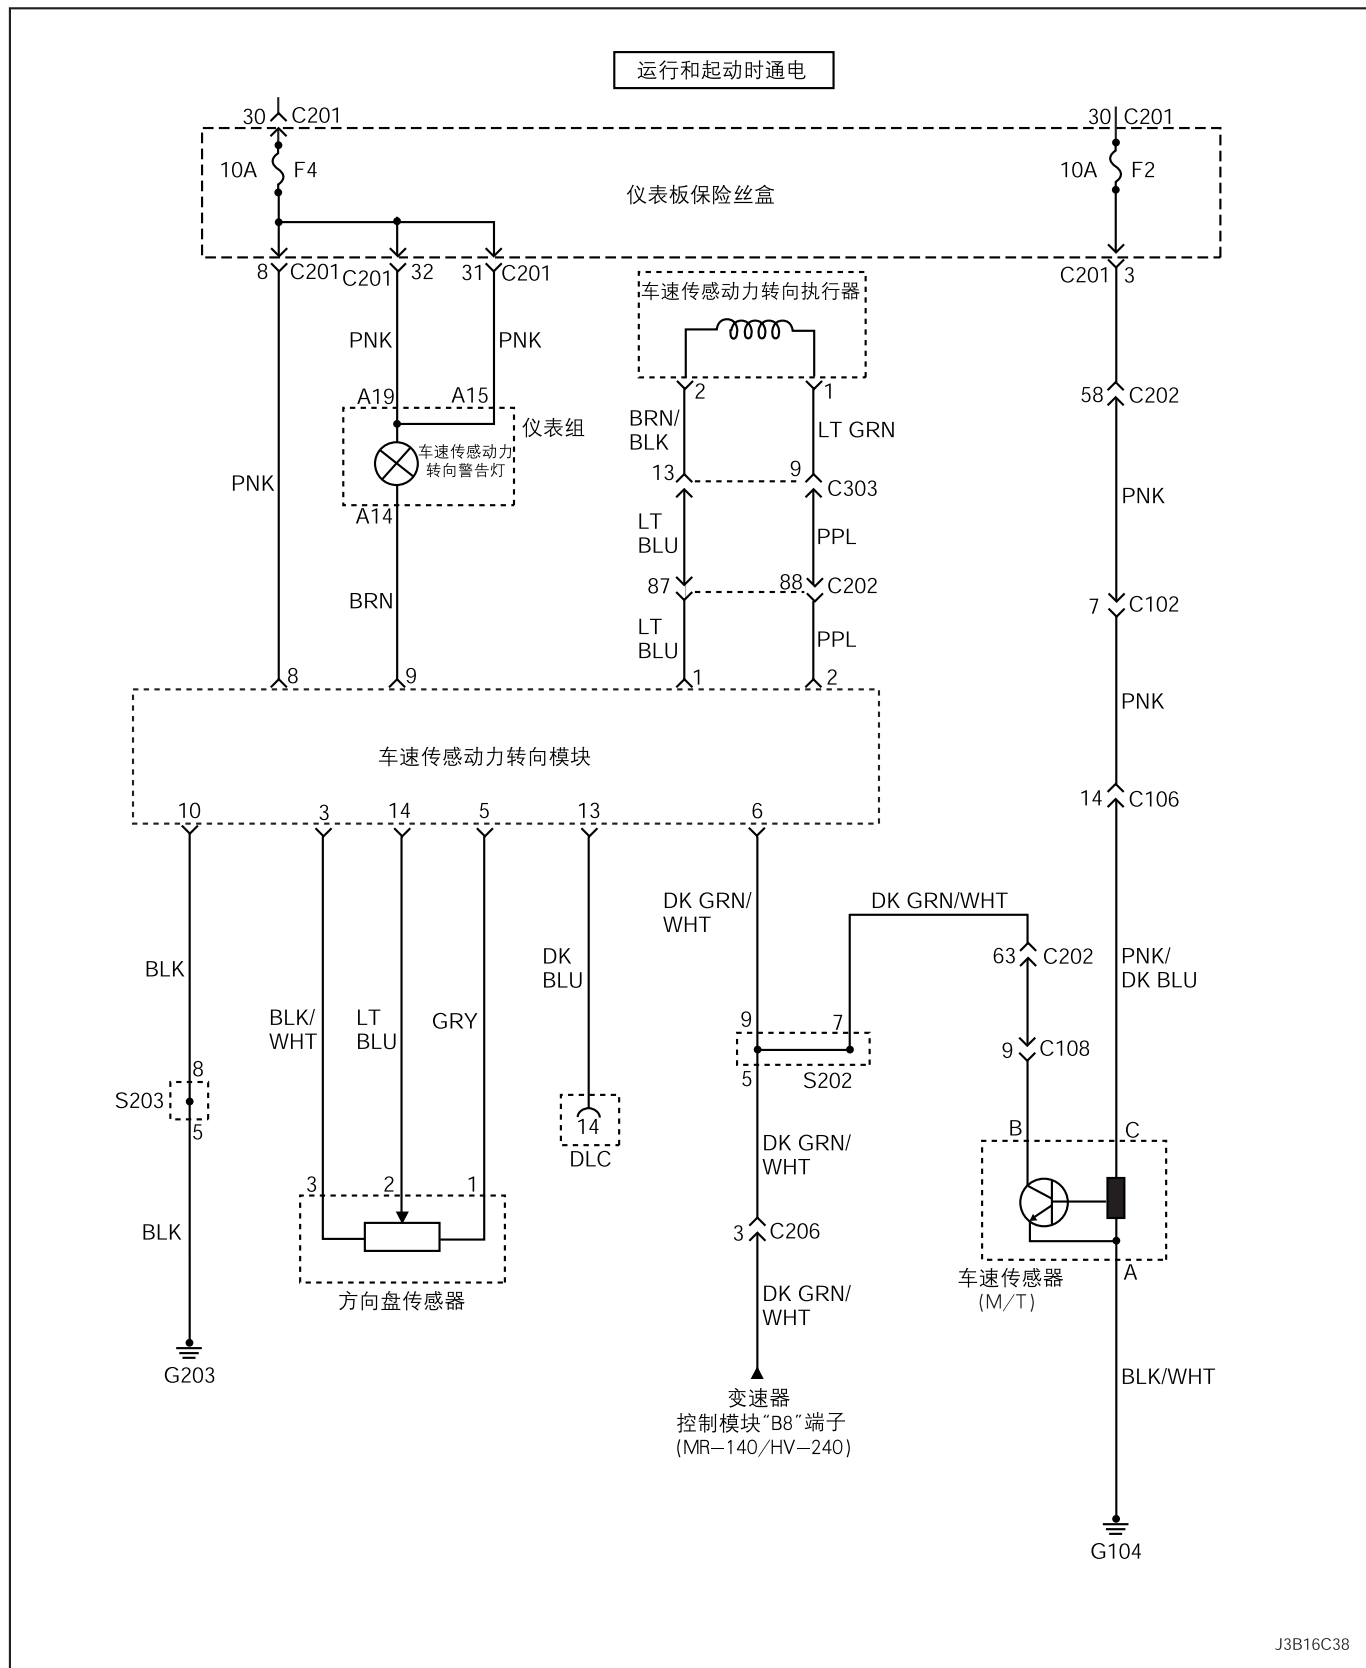 运行和起动时通电
30 C201
30 C201
10A F4
10A F2
仪表板保险丝盒
8 C201
C201 32
31 C201
C201 3
车速传感动力转向执行器
PNK
PNK
2
1
58 C202
A19
A15
BRN/
BLK
LT GRN
仪表组
车速传感动力
转向警告灯
13
9
C303
PNK
PNK
A14
LT
BLU
PPL
87
88
C202
BRN
7 C102
LT
BLU
PPL
8
9
1
2
PNK
车速传感动力转向模块
10
3
14
5
13
6
14 C106
DK GRN/
WHT
DK GRN/WHT
BLK
DK
BLU
63 C202
PNK/
DK BLU
BLK/
WHT
LT
BLU
GRY
9
7
9 C108
8
S203
5
5
S202
14
DLC
B
C
DK GRN/
WHT
3
2
1
BLK
3 C206
方向盘传感器
车速传感器
(M/T)
A
DK GRN/
WHT
G203
BLK/WHT
变速器
控制模块“B8”端子
(MR-140/HV-240)
G104
J3B16C38